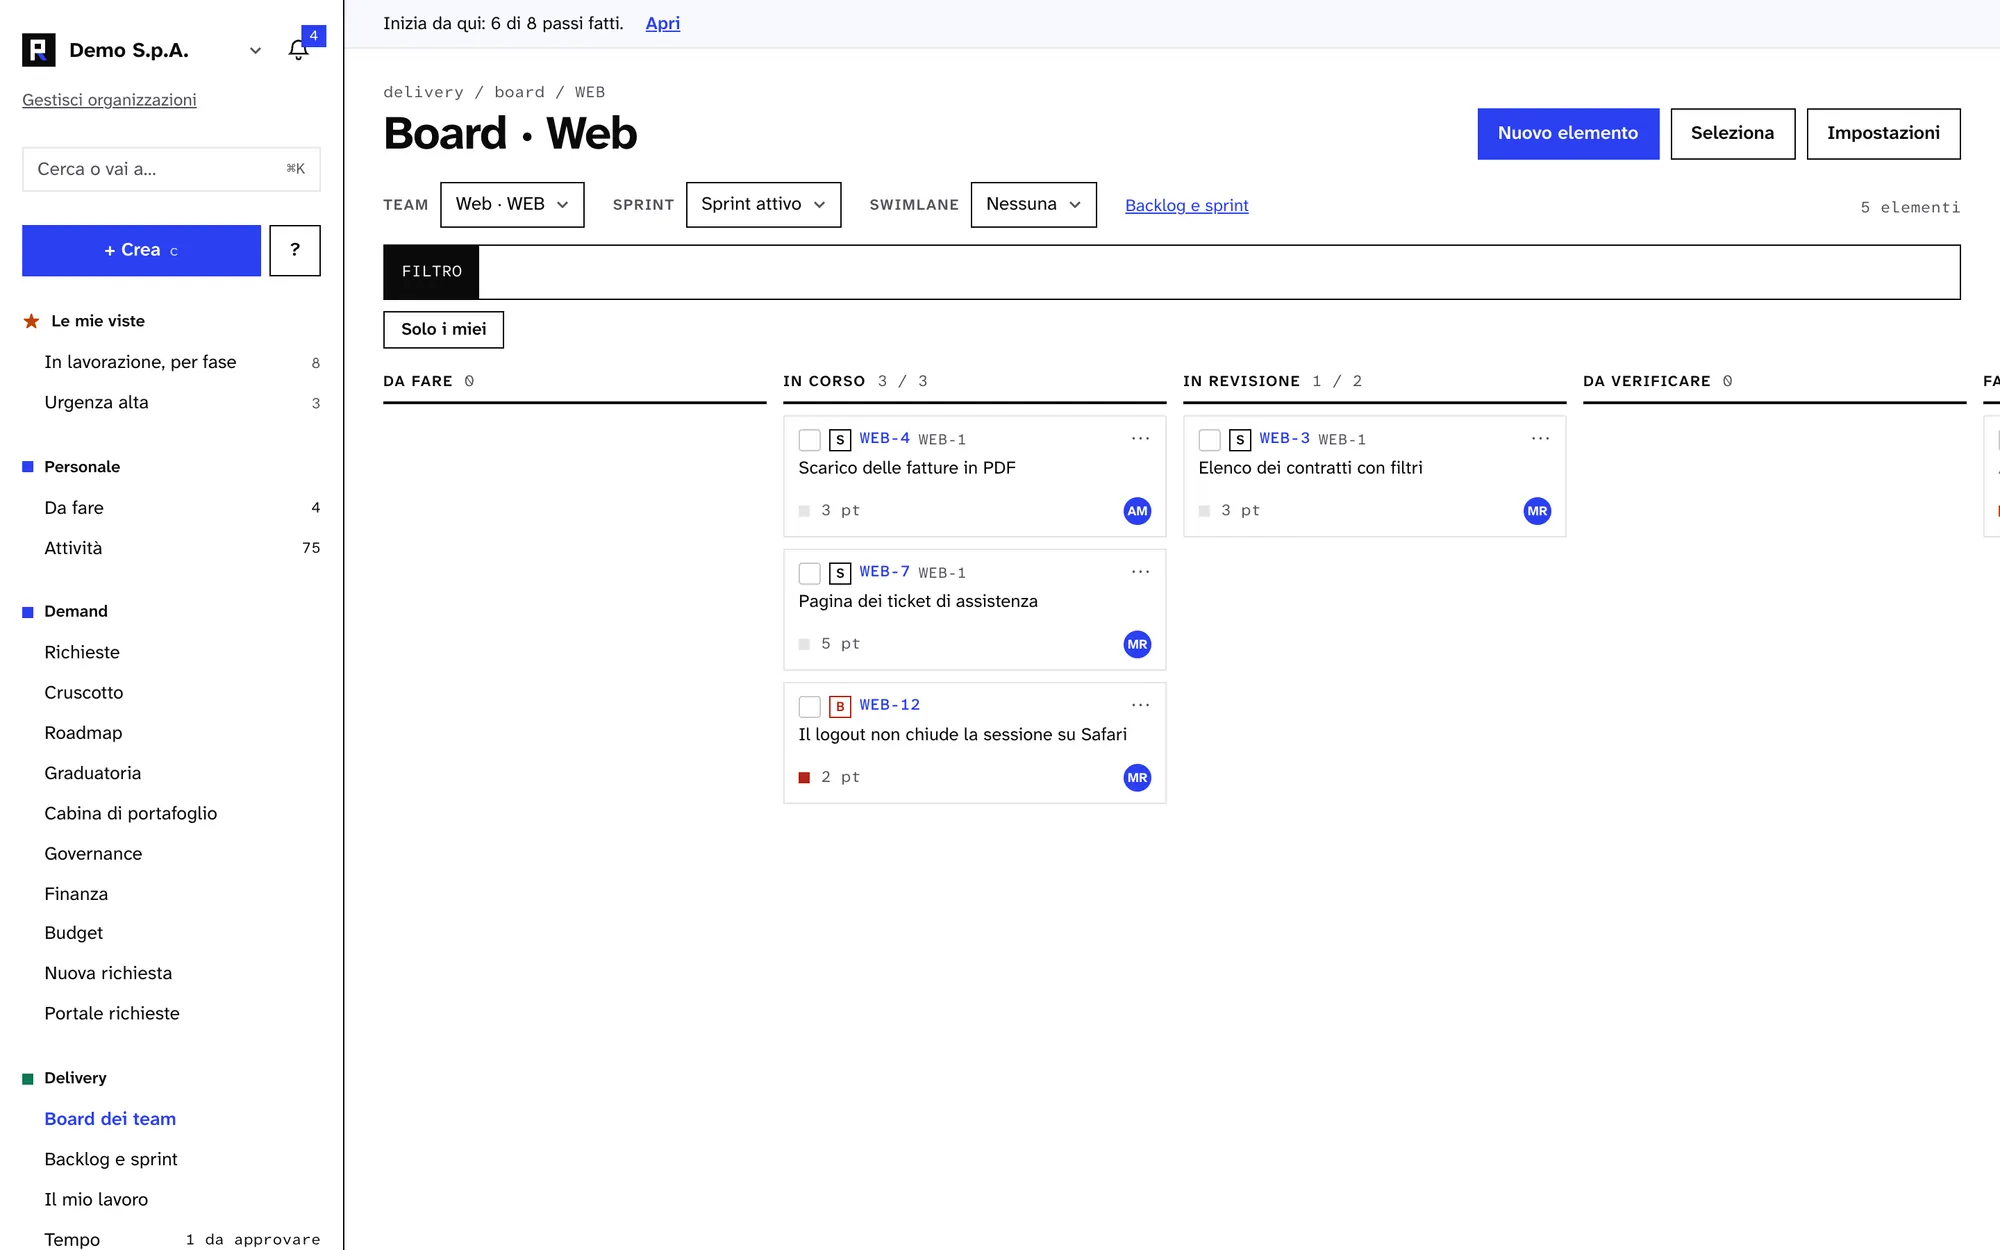 Demo S.p.A.
4
Gestisci organizzazioni
Cerca o vai a... ⌘K
+ Crea c
?
Le mie viste
In lavorazione, per fase 8
Urgenza alta 3
Personale
Da fare 4
Attività 75
Demand
Richieste
Cruscotto
Roadmap
Graduatoria
Cabina di portafoglio
Governance
Finanza
Budget
Nuova richiesta
Portale richieste
Delivery
Board dei team
Backlog e sprint
Il mio lavoro
Tempo 1 da approvare
Inizia da qui: 6 di 8 passi fatti. Apri
delivery / board / WEB
Board · Web
Nuovo elemento
Seleziona
Impostazioni
TEAM Web · WEB SPRINT Sprint attivo SWIMLANE Nessuna Backlog e sprint 5 elementi
FILTRO
Solo i miei
DA FARE 0
IN CORSO 3 / 3
S WEB-4 WEB-1 ...
Scarico delle fatture in PDF
3 pt AM
S WEB-7 WEB-1 ...
Pagina dei ticket di assistenza
5 pt MR
B WEB-12 ...
Il logout non chiude la sessione su Safari
2 pt MR
IN REVISIONE 1 / 2
S WEB-3 WEB-1 ...
Elenco dei contratti con filtri
3 pt MR
DA VERIFICARE 0
FA